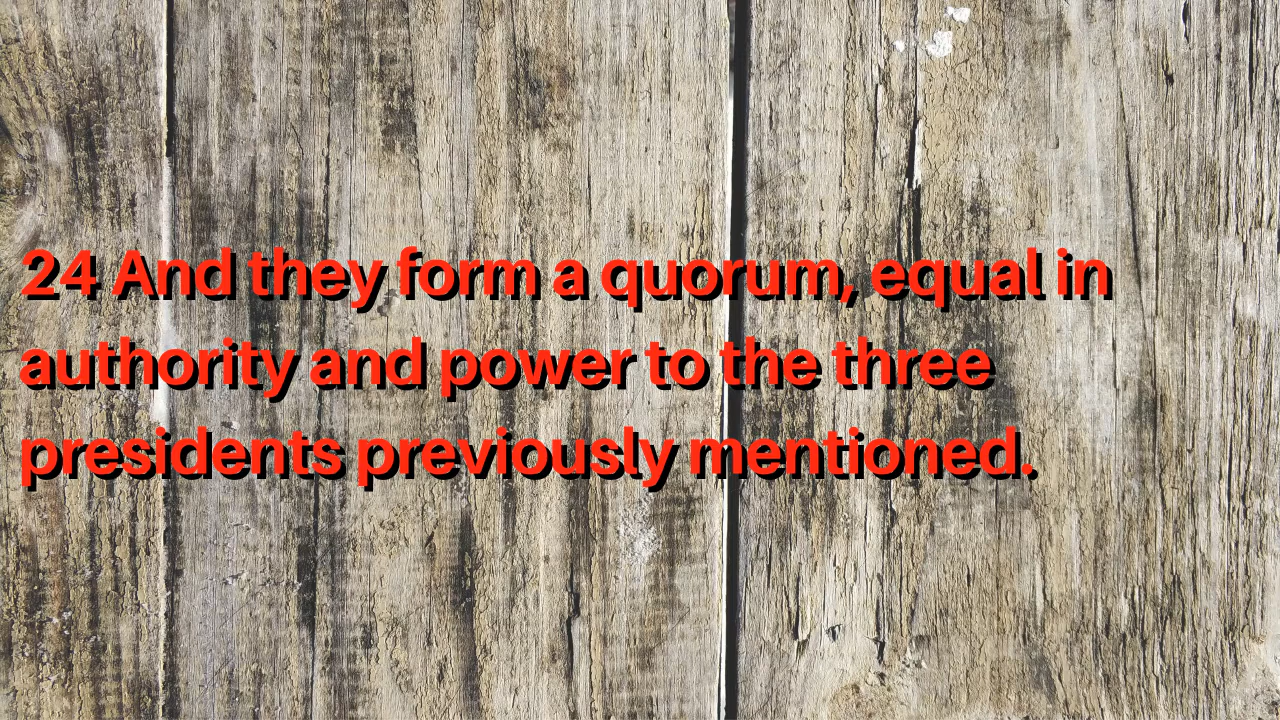 24 And they form a quorum, equal in
authority and power to the three
presidents previously mentioned.